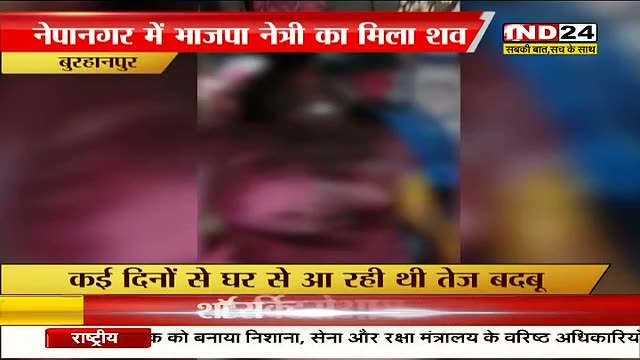 नेपानगर में भाजपा नेत्री का मिला शव
IND24
सबकी बात,सच के साथ
बुरहानपुर
कई दिनों से घर से आ रही थी तेज बदबू
राष्ट्रीय
क को बनाया निशाना, सेना और रक्षा मंत्रालय के वरिष्ठ अधिकारियो